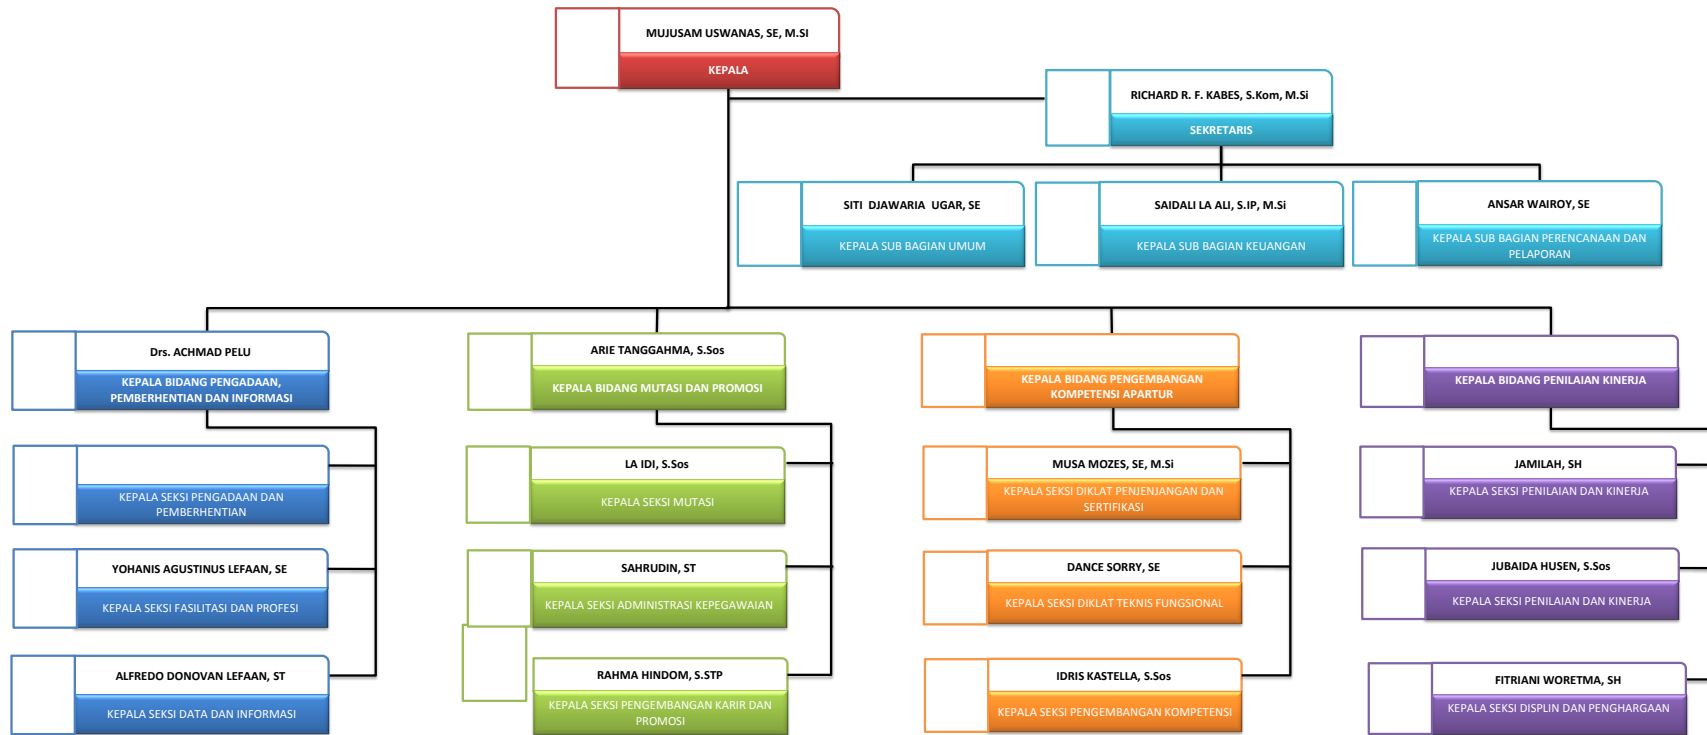 MUJUSAM USWANAS, SE, M.SI
KEPALA
RICHARD R. F. KABES, S.Kom, M.Si
SEKRETARIS
SITI DJAWARIA UGAR, SE
KEPALA SUB BAGIAN UMUM
SAIDALI LA ALI, S.IP, M.Si
KEPALA SUB BAGIAN KEUANGAN
ANSAR WAIROY, SE
KEPALA SUB BAGIAN PERENCANAAN DAN
PELAPORAN
Drs. ACHMAD PELU
KEPALA BIDANG PENGADAAN,
PEMBERHENTIAN DAN INFORMASI
KEPALA SEKSI PENGADAAN DAN
PEMBERHENTIAN
YOHANIS AGUSTINUS LEFAAN, SE
KEPALA SEKSI FASILITASI DAN PROFESI
ALFREDO DONOVAN LEFAAN, ST
KEPALA SEKSI DATA DAN INFORMASI
ARIE TANGGAHMA, S.Sos
KEPALA BIDANG MUTASI DAN PROMOSI
LA IDI, S.Sos
KEPALA SEKSI MUTASI
SAHRUDIN, ST
KEPALA SEKSI ADMINISTRASI KEPEGAWAIAN
RAHMA HINDOM, S.STP
KEPALA SEKSI PENGEMBANGAN KARIR DAN
PROMOSI
KEPALA BIDANG PENGEMBANGAN
KOMPETENSI APARTUR
MUSA MOZES, SE, M.Si
KEPALA SEKSI DIKLAT PENJENJANGAN DAN
SERTIFIKASI
DANCE SORRY, SE
KEPALA SEKSI DIKLAT TEKNIS FUNGSIONAL
IDRIS KASTELLA, S.Sos
KEPALA SEKSI PENGEMBANGAN KOMPETENSI
KEPALA BIDANG PENILAIAN KINERJA
JAMILAH, SH
KEPALA SEKSI PENILAIAN DAN KINERJA
JUBAIDA HUSEN, S.Sos
KEPALA SEKSI PENILAIAN DAN KINERJA
FITRIANI WORETMA, SH
KEPALA SEKSI DISPLIN DAN PENGHARGAAN